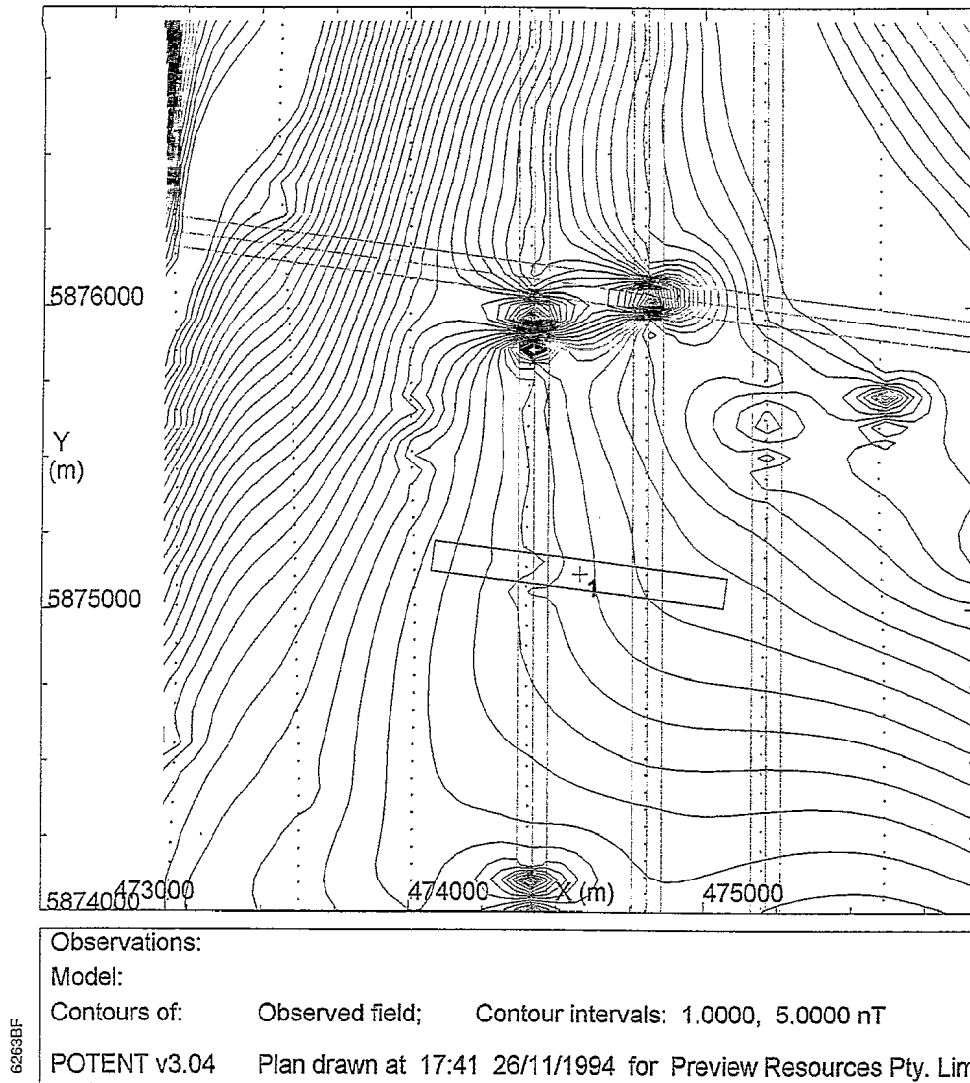 5876000
Y
(m)
1
5875000
473000 474000 X (m) 475000
5874000
Observations:
Model:
Contours of: Observed field; Contour intervals: 1.0000, 5.0000 nT
POTENT v3.04 Plan drawn at 17:41 26/11/1994 for Preview Resources Pty. Lim
6263BF